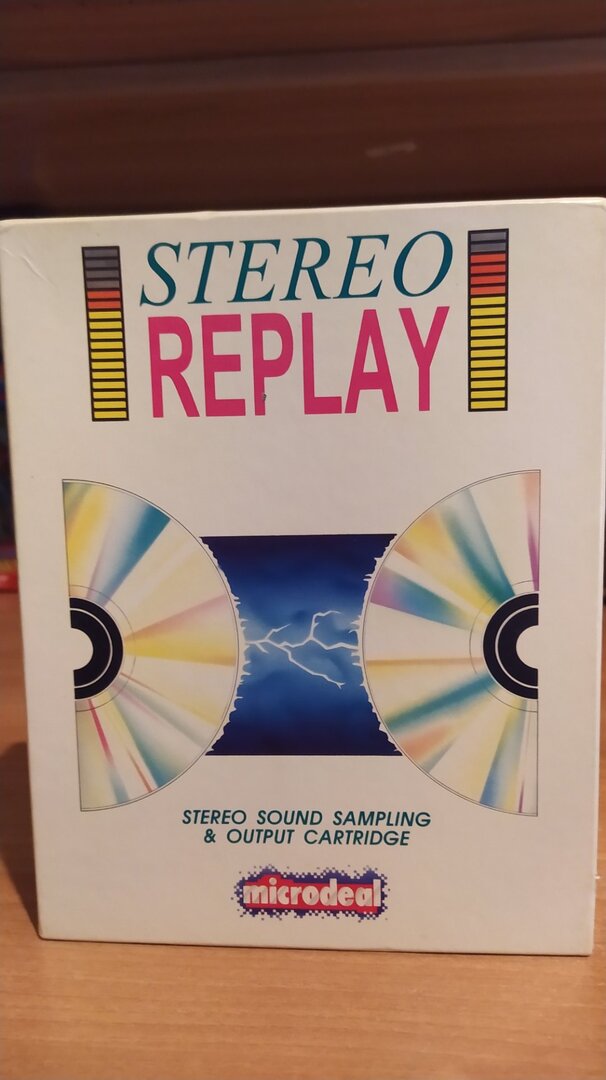 STEREO
REPLAY
STEREO SOUND SAMPLING
& OUTPUT CARTRIDGE
microdeal